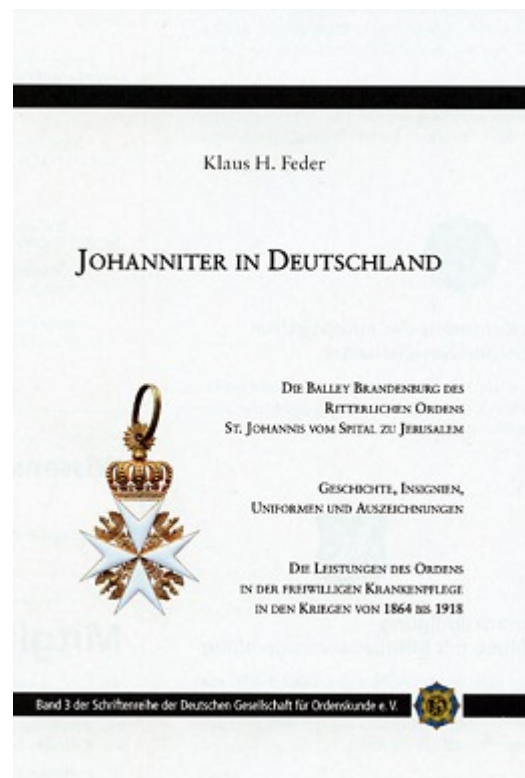 Klaus H. Feder
Johanniter in Deutschland
Die Balley Brandenburg des
Ritterlichen Ordens
St. Johannis vom Spital zu Jerusalem
Geschichte, Insignien,
Uniformen und Auszeichnungen
Die Leistungen des Ordens
in der freiwilligen Krankenpflege
in den Kriegen von 1864 bis 1918
Band 3 der Schriftenreihe der Deutschen Gesellschaft für Ordenskunde e. V.